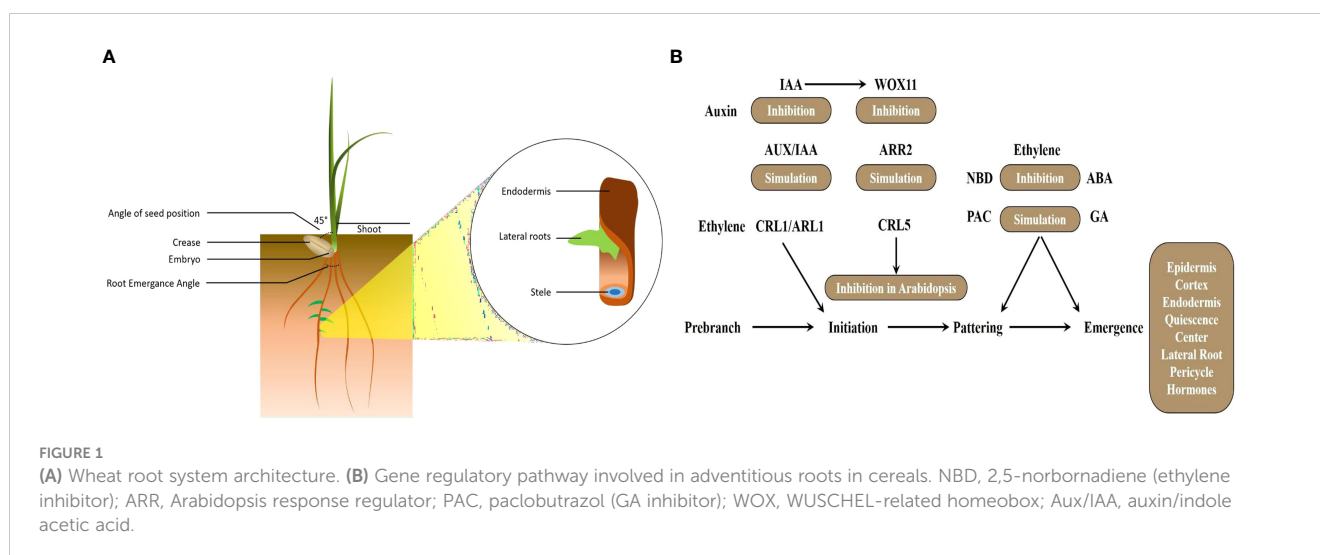 A
Angle of seed position
45°
Shoot
Crease
Embryo
Root Emergance Angle
Endodermis
Lateral roots
Stele
B
IAA WOX11
Auxin Inhibition Inhibition
AUX/IAA ARR2 Ethylene
Simulation Simulation NBD Inhibition ABA
PAC Simulation GA
Ethylene CRL1/ARL1 CRL5
Inhibition in Arabidopsis
Prebranch Initiation Pattering Emergence
Epidermis
Cortex
Endodermis
Quiescence
Center
Lateral Root
Pericycle
Hormones
FIGURE 1
(A) Wheat root system architecture. (B) Gene regulatory pathway involved in adventitious roots in cereals. NBD, 2,5-norbornadiene (ethylene
inhibitor); ARR, Arabidopsis response regulator; PAC, paclobutrazol (GA inhibitor); WOX, WUSCHEL-related homeobox; Aux/IAA, auxin/indole
acetic acid.